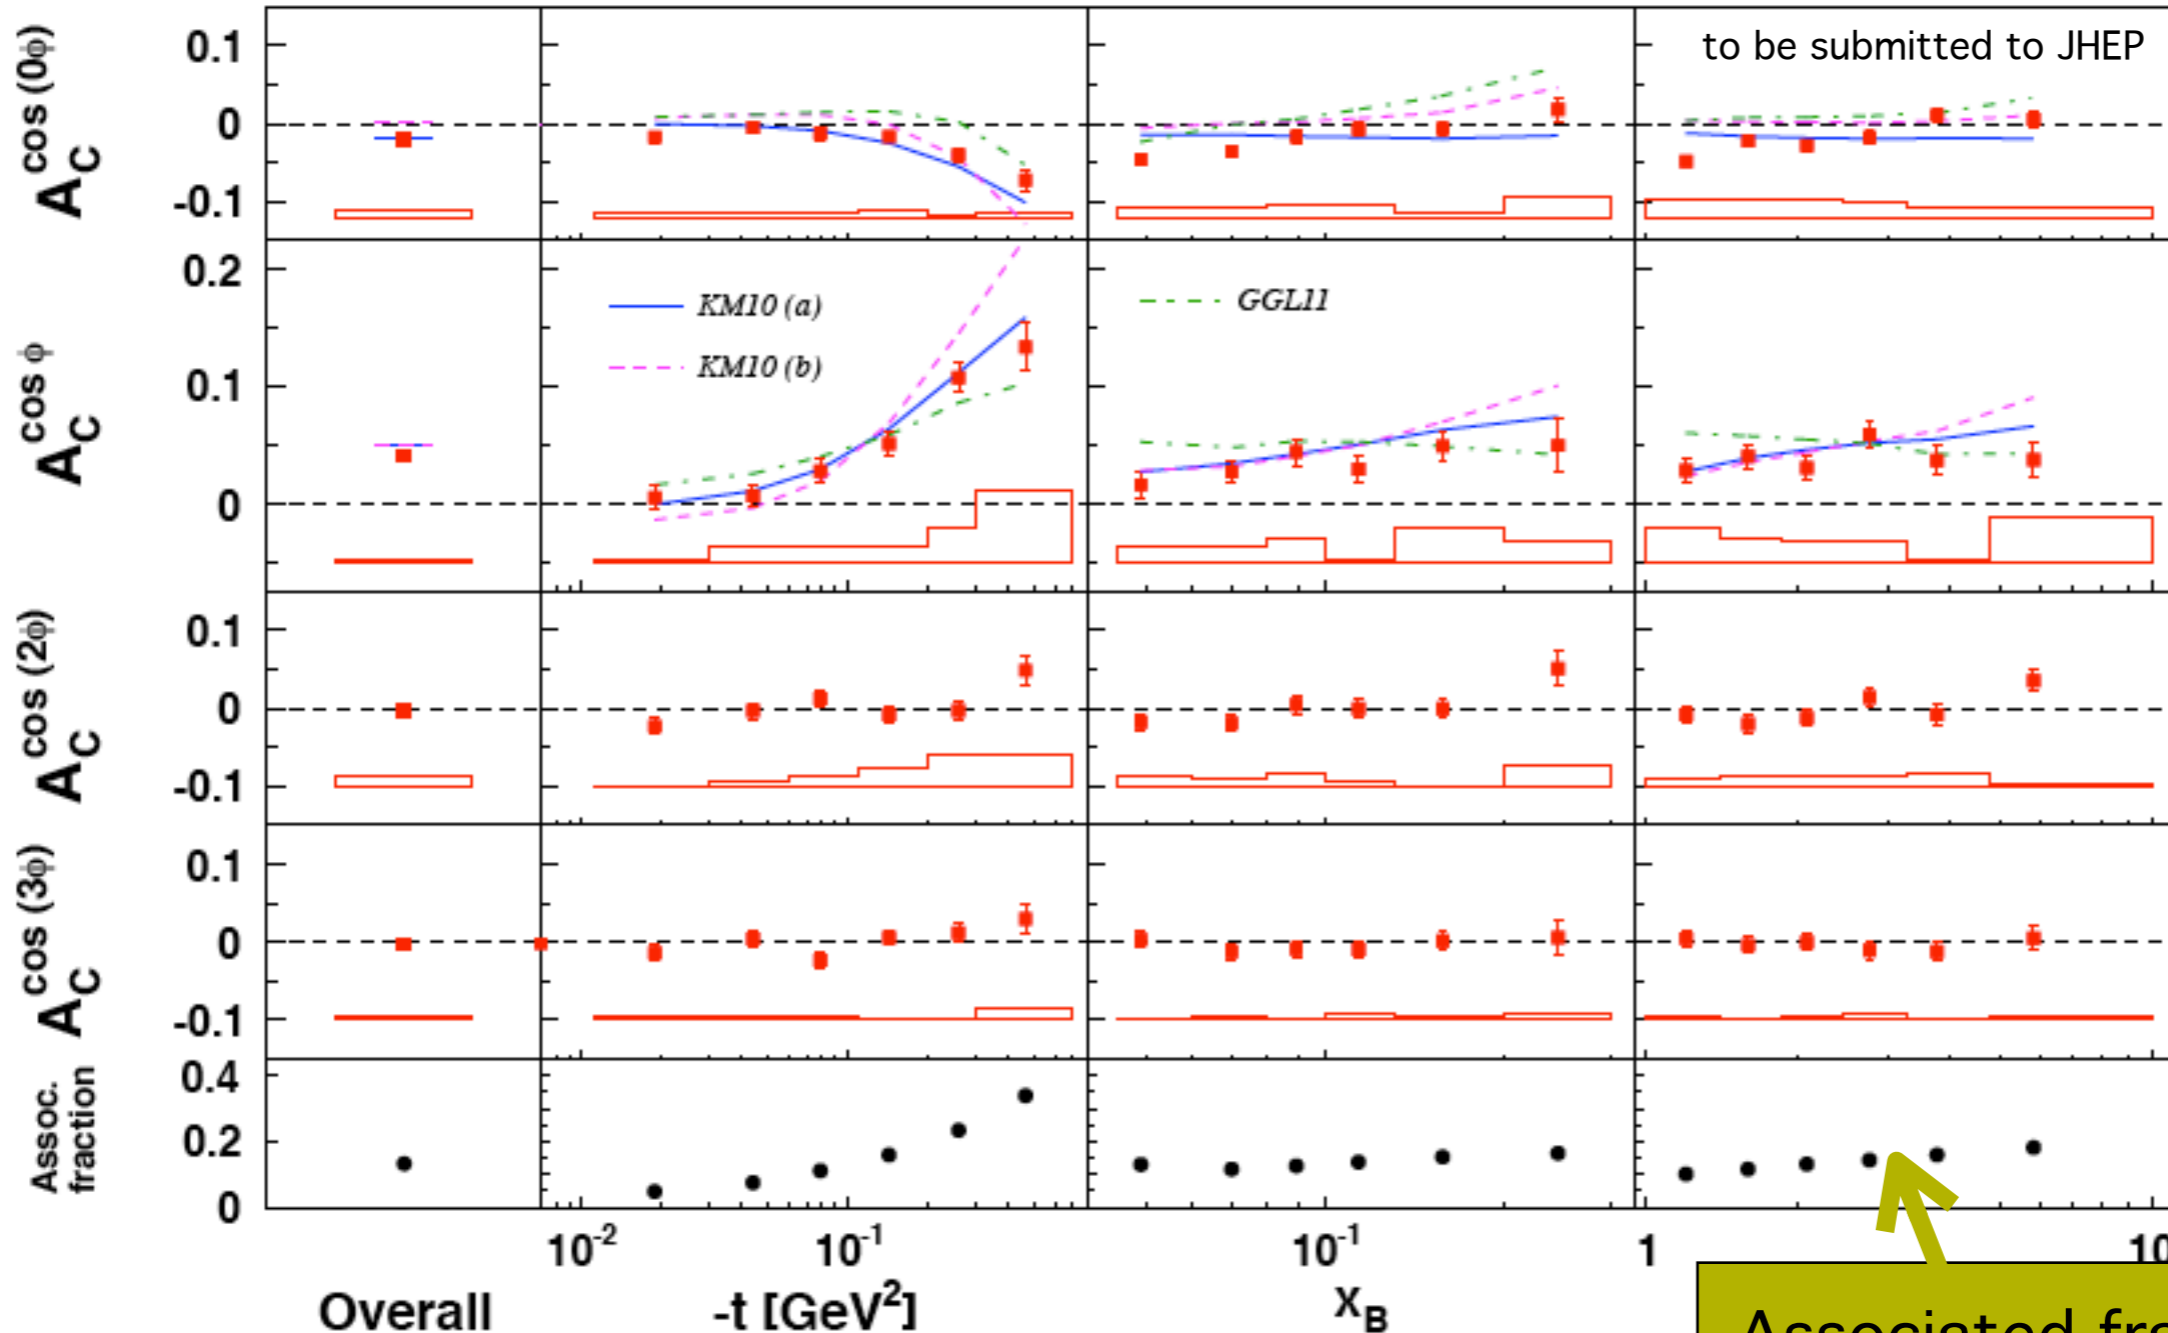 to be submitted to JHEP
A_C^cos (0ϕ)
0.1
0
-0.1
A_C^cos ϕ
0.2
0.1
0
KM10 (a)
KM10 (b)
GGL11
A_C^cos (2ϕ)
0.1
0
-0.1
A_C^cos (3ϕ)
0.1
0
-0.1
Assoc.
fraction
0.4
0.2
0
10^-2 10^-1 10^-1 1 10
Overall -t [GeV^2] X_B
Associated fra